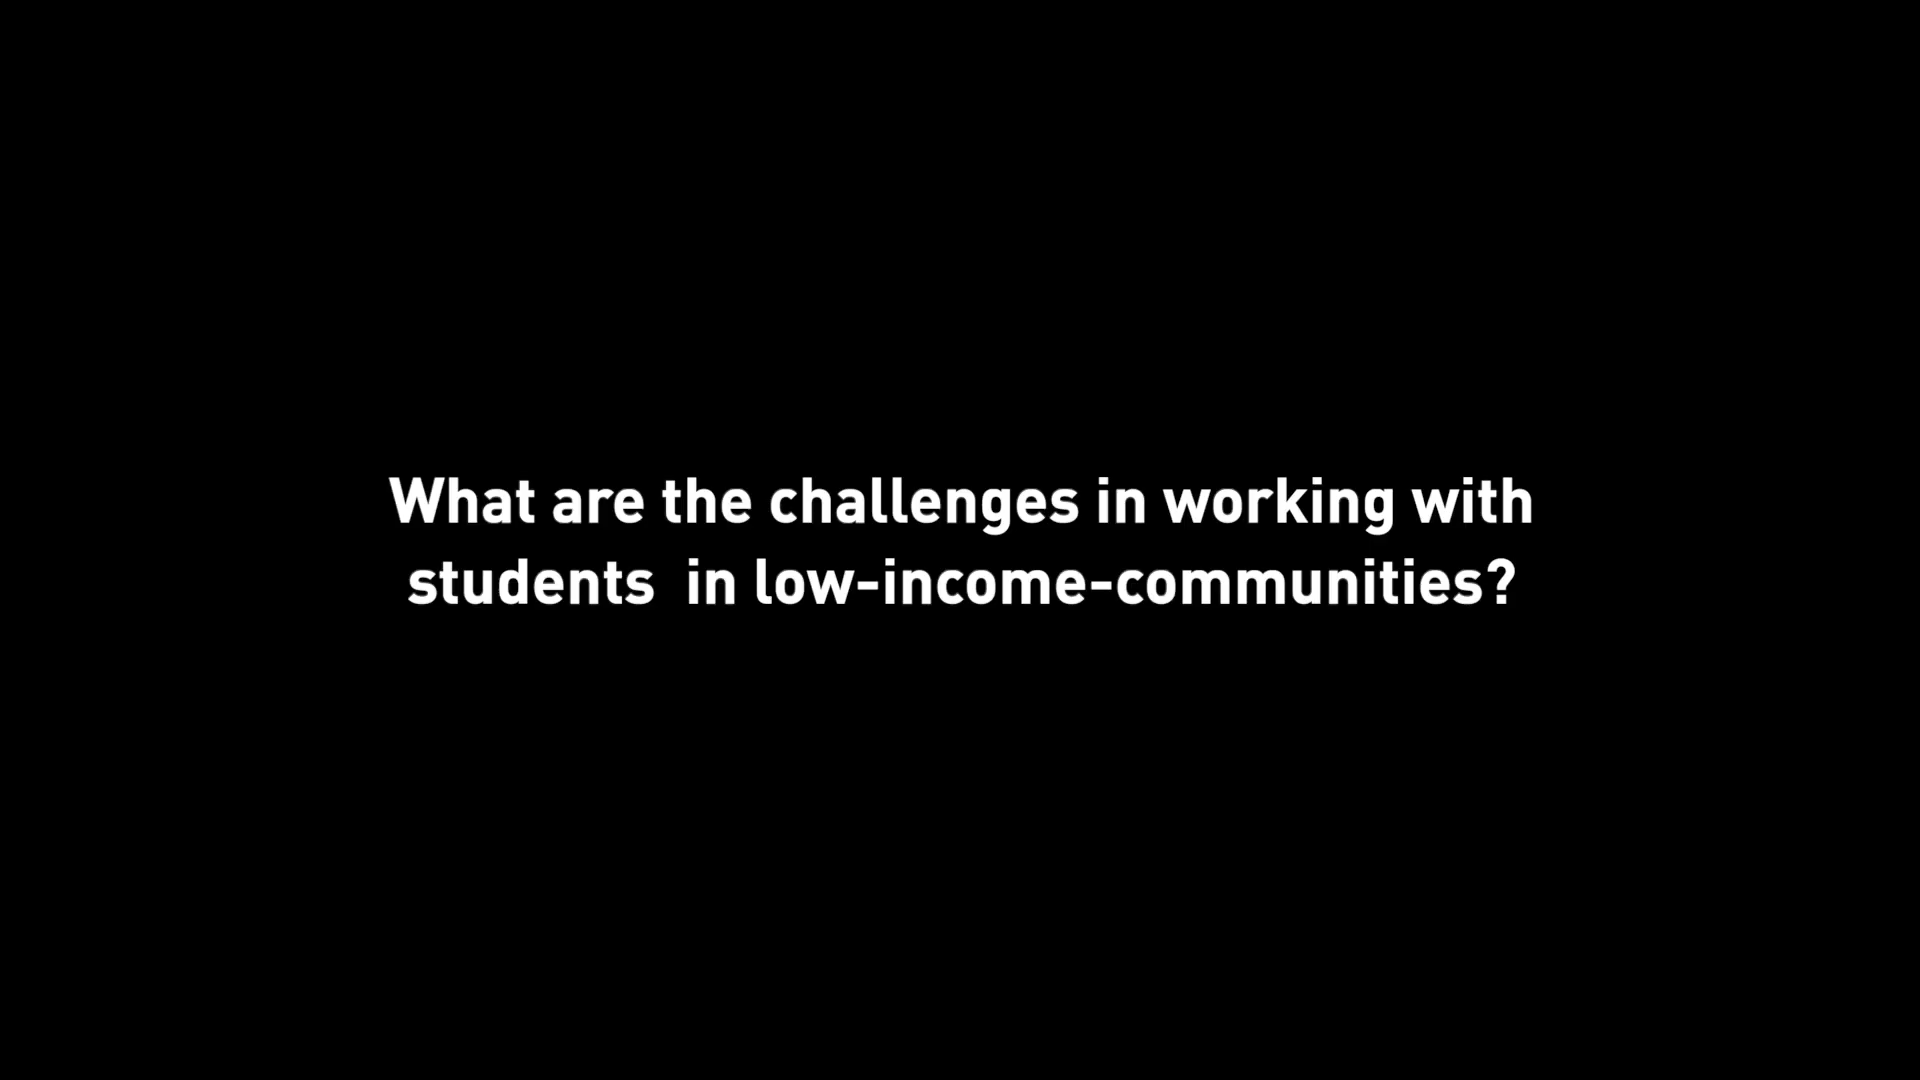 What are the challenges in working with
students  in low-income-communities?